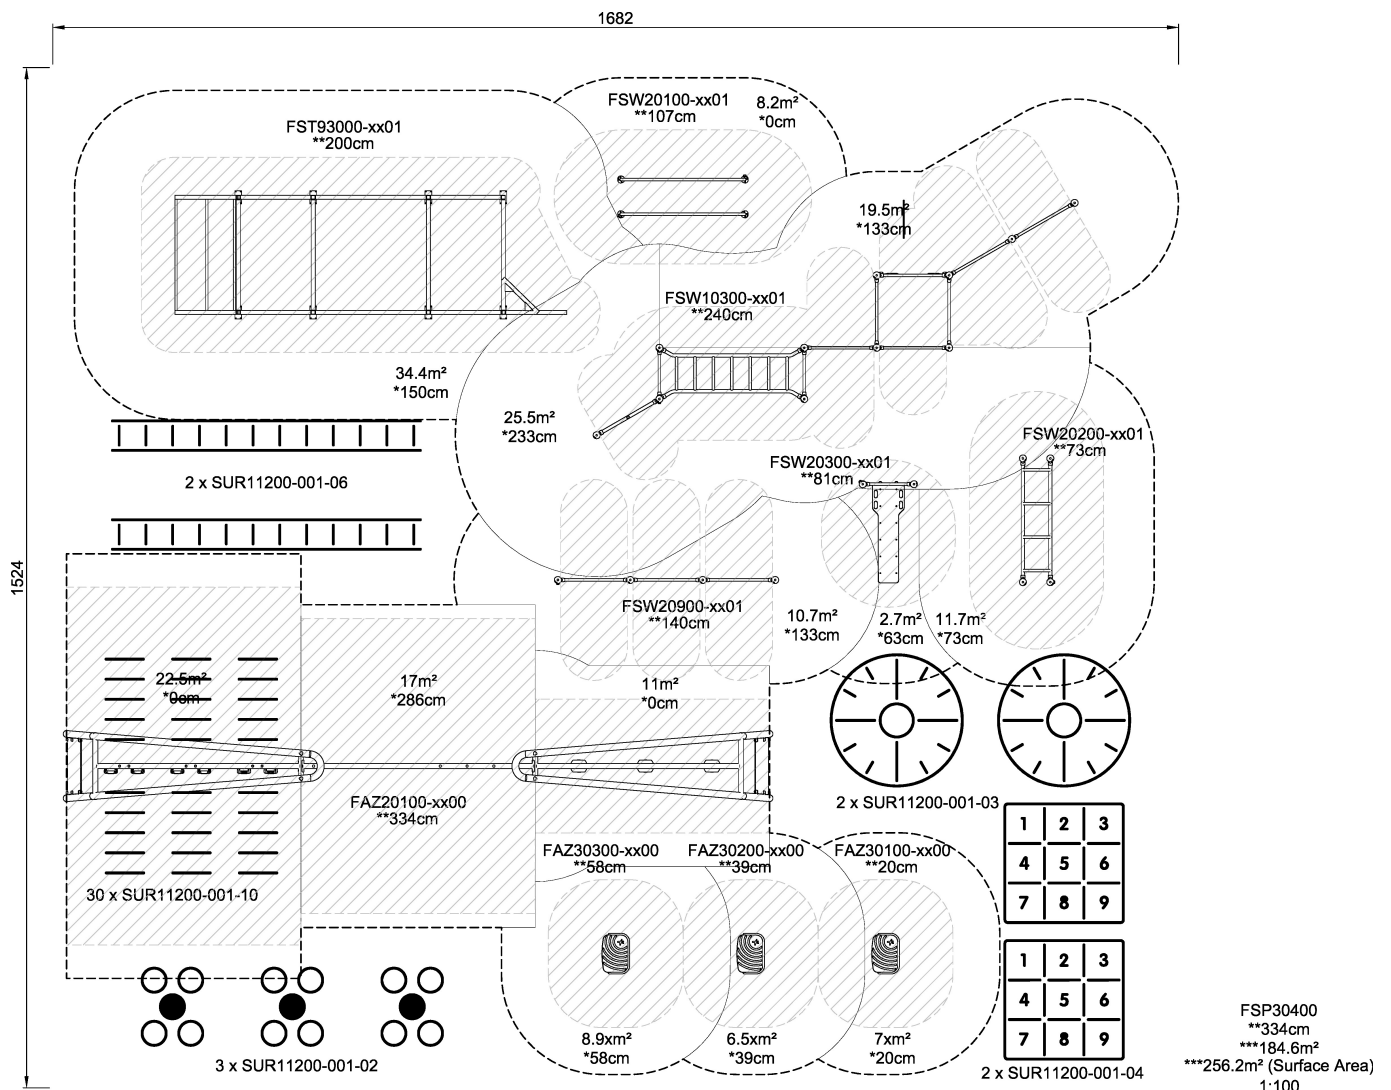 1682
1524
FST93000-xx01
**200cm
FSW20100-xx01
**107cm
8.2m²
*0cm
19.5m²
*133cm
FSW10300-xx01
**240cm
34.4m²
*150cm
25.5m²
*233cm
FSW20200-xx01
**73cm
FSW20300-xx01
**81cm
2 x SUR11200-001-06
FSW20900-xx01
**140cm
10.7m²
*133cm
2.7m²
*63cm
11.7m²
*73cm
22.5m²
*0cm
17m²
*286cm
11m²
*0cm
FAZ20100-xx00
**334cm
2 x SUR11200-001-03
1 2 3
4 5 6
7 8 9
FAZ30300-xx00
**58cm
FAZ30200-xx00
**39cm
FAZ30100-xx00
**20cm
30 x SUR11200-001-10
1 2 3
4 5 6
7 8 9
8.9xm²
*58cm
6.5xm²
*39cm
7xm²
*20cm
3 x SUR11200-001-02
2 x SUR11200-001-04
FSP30400
**334cm
***184.6m²
***256.2m² (Surface Area)
1:100